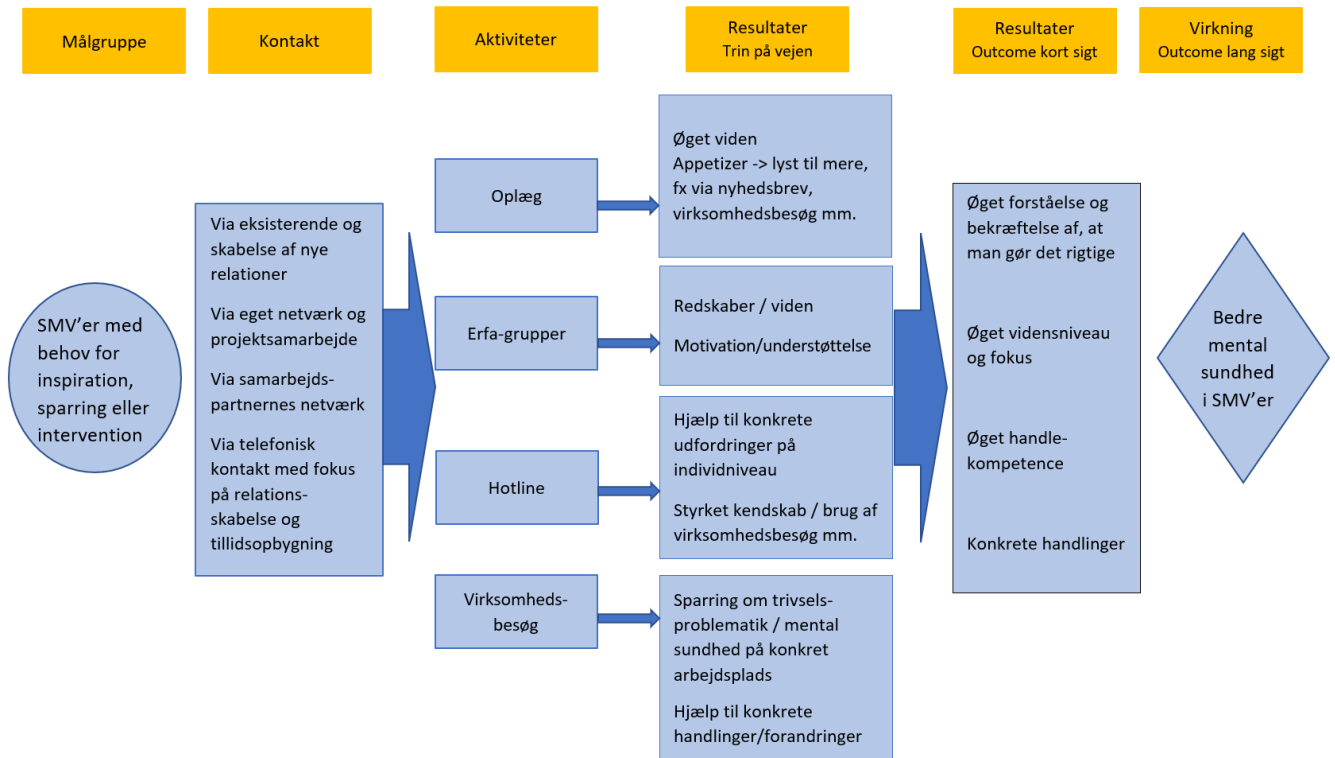 Målgruppe
Kontakt
Aktiviteter
Resultater
Trin på vejen
Resultater
Outcome kort sigt
Virkning
Outcome lang sigt
SMV’er med
behov for
inspiration,
sparring eller
intervention
Via eksisterende og
skabelse af nye
relationer
Via eget netværk og
projektsamarbejde
Via samarbejds-
partnernes netværk
Via telefonisk
kontakt med fokus
på relations-
skabelse og
tillidsopbygning
Oplæg
Erfa-grupper
Hotline
Virksomheds-
besøg
Øget viden
Appetizer -> lyst til mere,
fx via nyhedsbrev,
virksomhedsbesøg mm.
Redskaber / viden
Motivation/understøttelse
Hjælp til konkrete
udfordringer på
individniveau
Styrket kendskab / brug af
virksomhedsbesøg mm.
Sparring om trivsels-
problematik / mental
sundhed på konkret
arbejdsplads
Hjælp til konkrete
handlinger/forandringer
Øget forståelse og
bekræftelse af, at
man gør det rigtige
Øget vidensniveau
og fokus
Øget handle-
kompetence
Konkrete handlinger
Bedre
mental
sundhed
i SMV’er